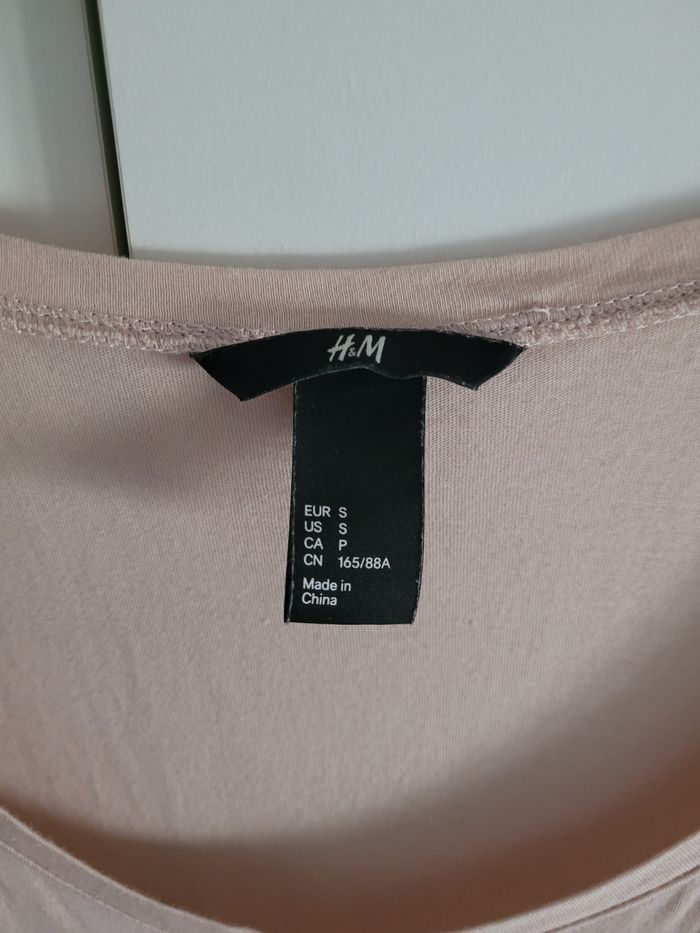 H&M
EUR S
US S
CA P
CN 165/88A
Made in
China